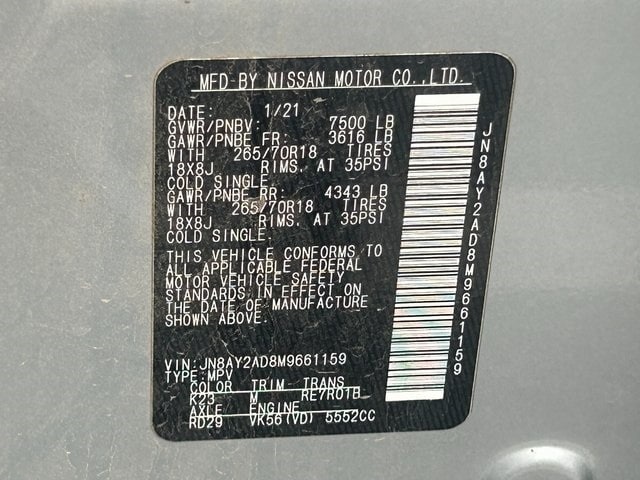 MFD BY NISSAN MOTOR CO.,LTD.
DATE: 1/21
GVWR/PNBV: 7500 LB
GAWR/PNBE FR: 3616 LB
WITH 265/70R18 TIRES
18X8J RIMS, AT 35PSI
COLD SINGLE.
GAWR/PNBE RR: 4343 LB
WITH 265/70R18 TIRES
18X8J RIMS, AT 35PSI
COLD SINGLE.
THIS VEHICLE CONFORMS TO
ALL APPLICABLE FEDERAL
MOTOR VEHICLE SAFETY
STANDARDS IN EFFECT ON
THE DATE OF MANUFACTURE
SHOWN ABOVE.
VIN:JN8AY2AD8M9661159
TYPE:MPV
COLOR TRIM TRANS
K23 M RE7R01B
AXLE ENGINE
RD29 VK56(VD) 5552CC
JN8AY2AD8M9661159